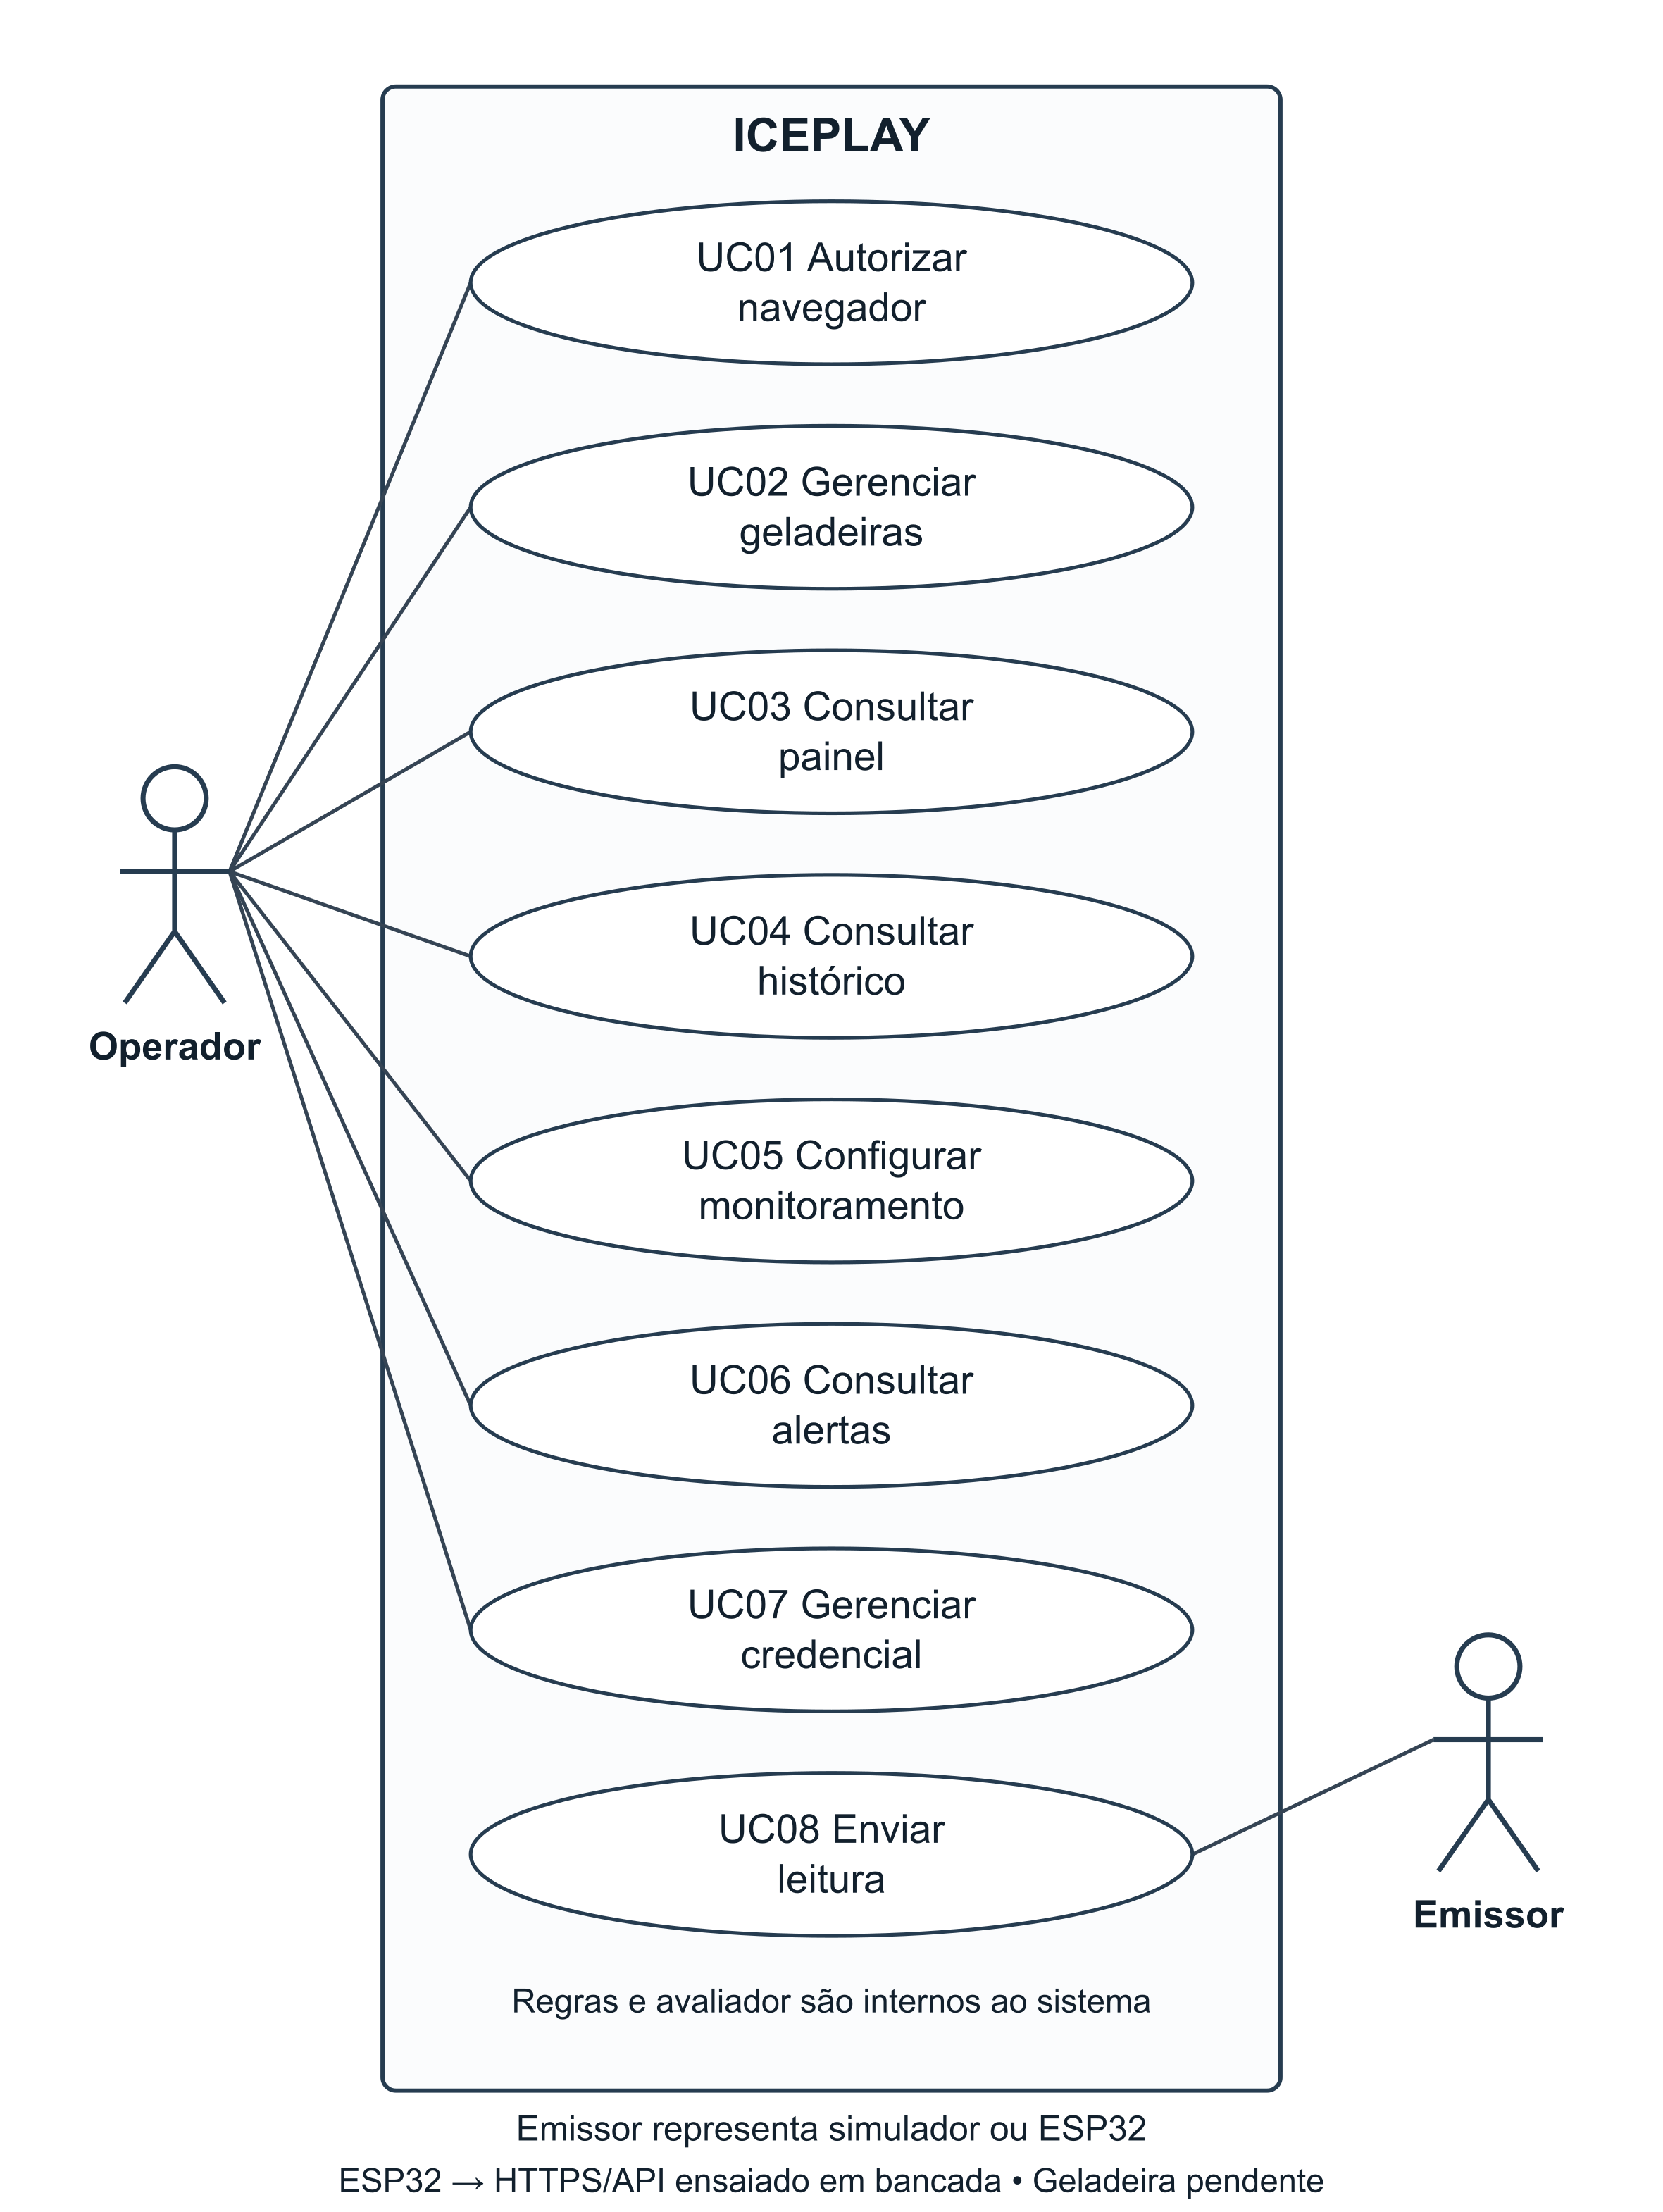 ICEPLAY
UC01 Autorizar
navegador
UC02 Gerenciar
geladeiras
UC03 Consultar
painel
UC04 Consultar
histórico
Operador
UC05 Configurar
monitoramento
UC06 Consultar
alertas
UC07 Gerenciar
credencial
UC08 Enviar
leitura
Emissor
Regras e avaliador são internos ao sistema
Emissor representa simulador ou ESP32
ESP32 → HTTPS/API ensaiado em bancada • Geladeira pendente